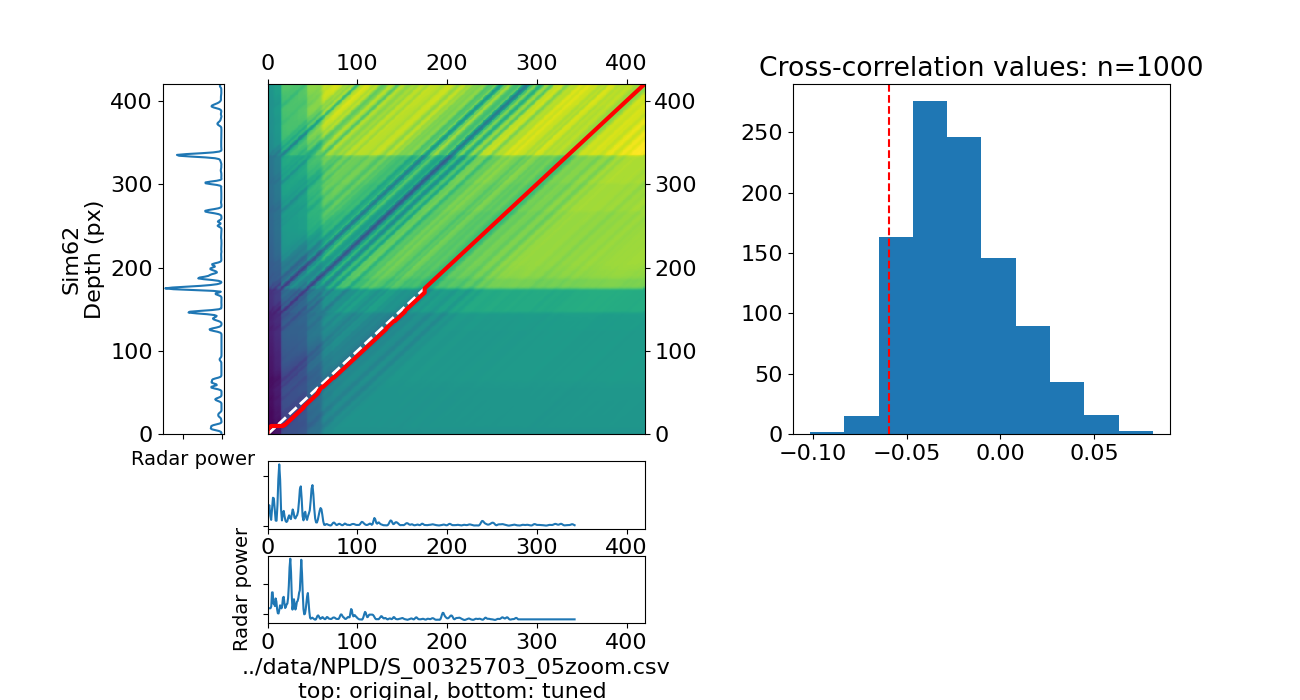 0 100 200 300 400
Cross-correlation values: n=1000
400
300
200
100
0
Sim62
Depth (px)
Radar power
400
300
200
100
0
250
200
150
100
50
0
−0.10 −0.05 0.00 0.05
0 100 200 300 400
Radar power
0 100 200 300 400
../data/NPLD/S_00325703_05zoom.csv
top: original, bottom: tuned